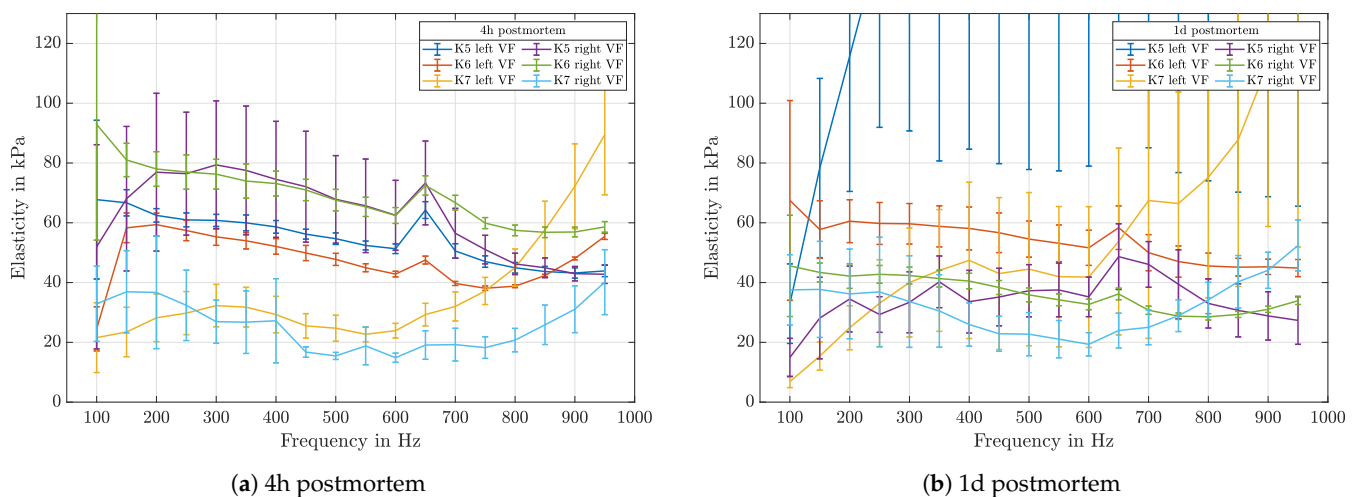 4h postmortem
K5 left VF K5 right VF
K6 left VF K6 right VF
K7 left VF K7 right VF
120
100
80
60
40
20
0
Elasticity in kPa
100 200 300 400 500 600 700 800 900 1000
Frequency in Hz
(a) 4h postmortem
1d postmortem
K5 left VF K5 right VF
K6 left VF K6 right VF
K7 left VF K7 right VF
120
100
80
60
40
20
0
Elasticity in kPa
100 200 300 400 500 600 700 800 900 1000
Frequency in Hz
(b) 1d postmortem